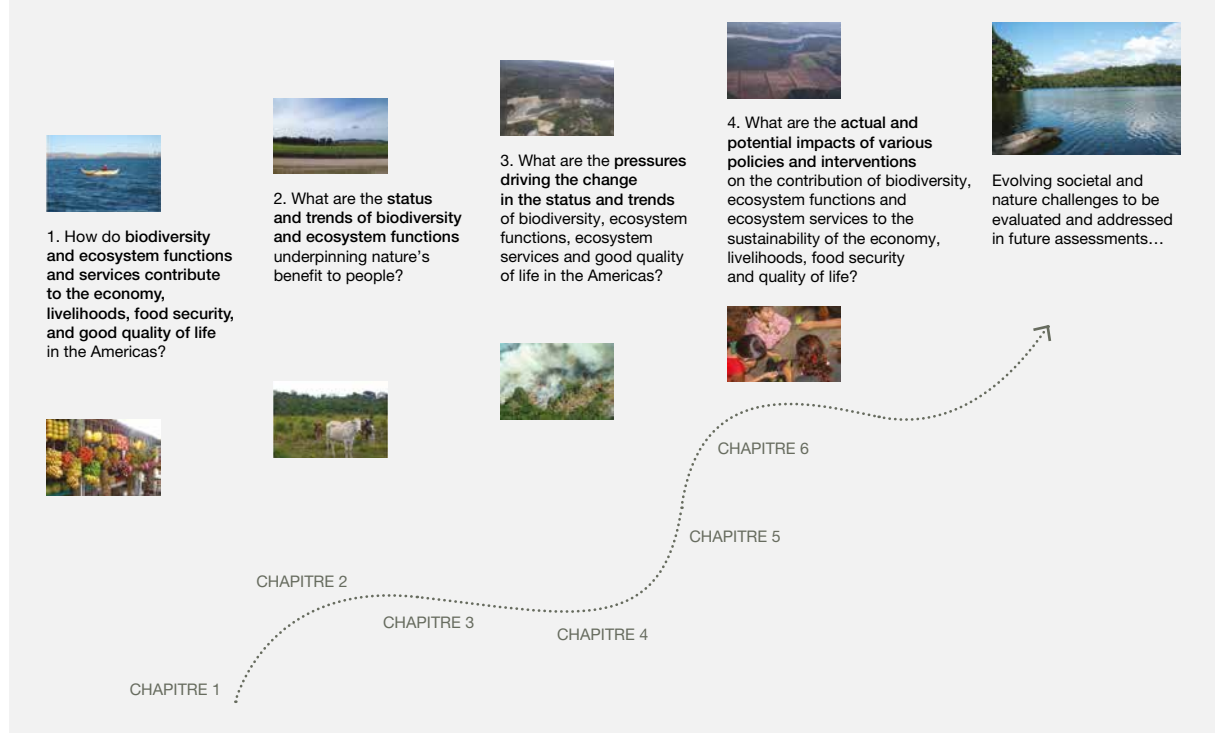 1. How do biodiversity
and ecosystem functions
and services contribute
to the economy,
livelihoods, food security,
and good quality of life
in the Americas?
2. What are the status
and trends of biodiversity
and ecosystem functions
underpinning nature's
benefit to people?
3. What are the pressures
driving the change
in the status and trends
of biodiversity, ecosystem
functions, ecosystem
services and good quality
of life in the Americas?
4. What are the actual and
potential impacts of various
policies and interventions
on the contribution of biodiversity,
ecosystem functions and
ecosystem services to the
sustainability of the economy,
livelihoods, food security
and quality of life?
Evolving societal and
nature challenges to be
evaluated and addressed
in future assessments…
CHAPITRE 1
CHAPITRE 2
CHAPITRE 3
CHAPITRE 4
CHAPITRE 5
CHAPITRE 6